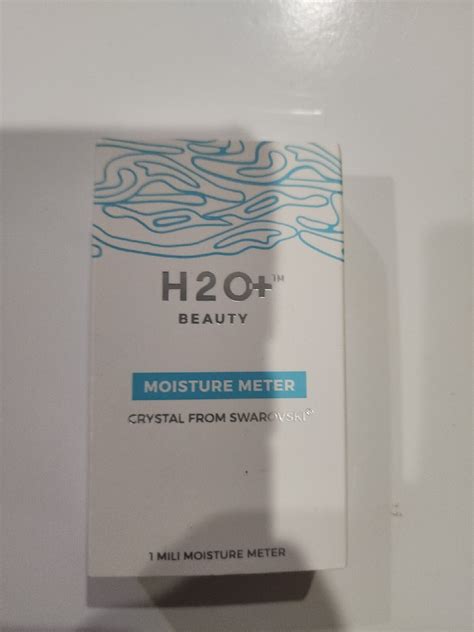 H2O+™
BEAUTY
MOISTURE METER
CRYSTAL FROM SWAROVSKI®
1 MILI MOISTURE METER